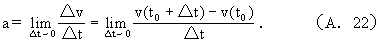 a = lim Δt→0 Δv/Δt = lim Δt→0 (v(t₀ + Δt) − v(t₀))/Δt . (A. 22)